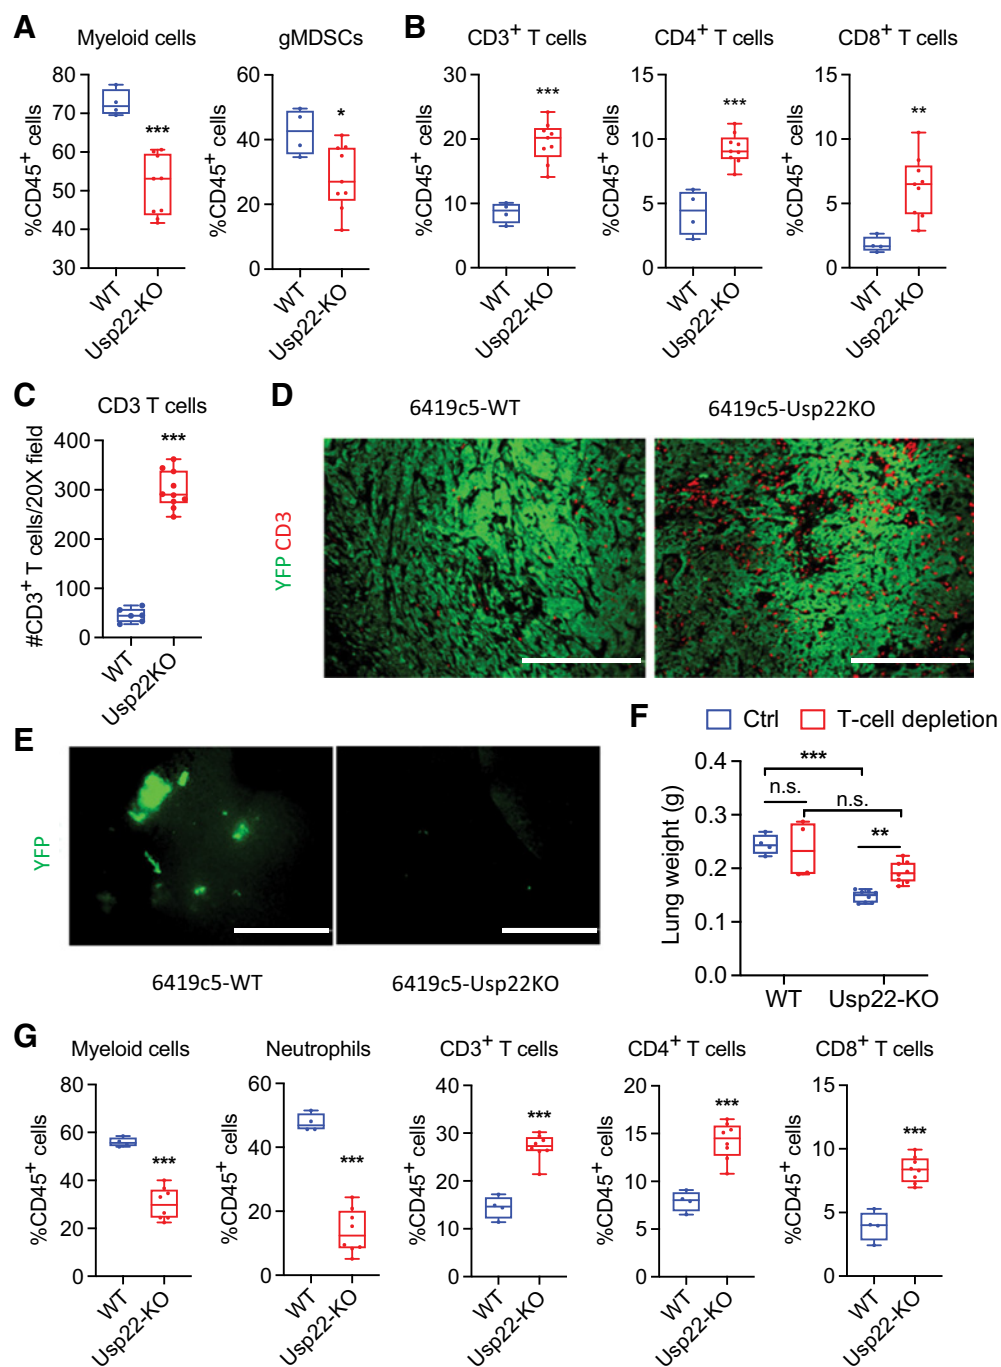 A
Myeloid cells
gMDSCs
B
CD3+ T cells
CD4+ T cells
CD8+ T cells
%CD45+ cells
80
70
60
50
40
30
***
WT
Usp22-KO
%CD45+ cells
60
40
20
0
*
WT
Usp22-KO
%CD45+ cells
30
20
10
0
***
WT
Usp22-KO
%CD45+ cells
15
10
5
0
***
WT
Usp22-KO
%CD45+ cells
15
10
5
0
**
WT
Usp22-KO
C
CD3 T cells
#CD3+ T cells/20X field
400
300
200
100
0
***
WT
Usp22KO
D
6419c5-WT
6419c5-Usp22KO
YFP CD3
E
YFP
6419c5-WT
6419c5-Usp22KO
F
Ctrl
T-cell depletion
Lung weight (g)
0.4
0.3
0.2
0.1
0.0
***
n.s.
n.s.
**
WT
Usp22-KO
G
Myeloid cells
Neutrophils
CD3+ T cells
CD4+ T cells
CD8+ T cells
%CD45+ cells
80
60
40
20
0
***
WT
Usp22-KO
%CD45+ cells
60
40
20
0
***
WT
Usp22-KO
%CD45+ cells
40
30
20
10
0
***
WT
Usp22-KO
%CD45+ cells
20
15
10
5
0
***
WT
Usp22-KO
%CD45+ cells
15
10
5
0
***
WT
Usp22-KO